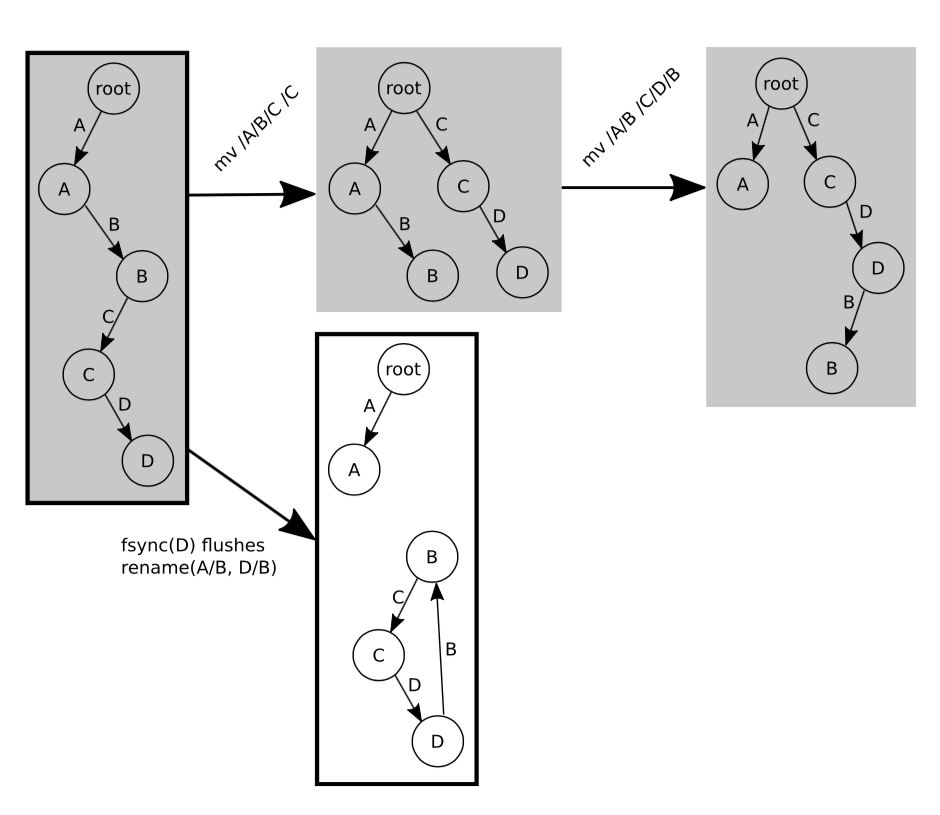 root
A
A
B
B
C
C
D
D
mv /A/B/C /C
root
A
C
A
C
B
D
B
D
mv /A/B /C/D/B
root
A
C
A
C
D
D
B
B
fsync(D) flushes
rename(A/B, D/B)
root
A
A
B
C
C
B
D
D